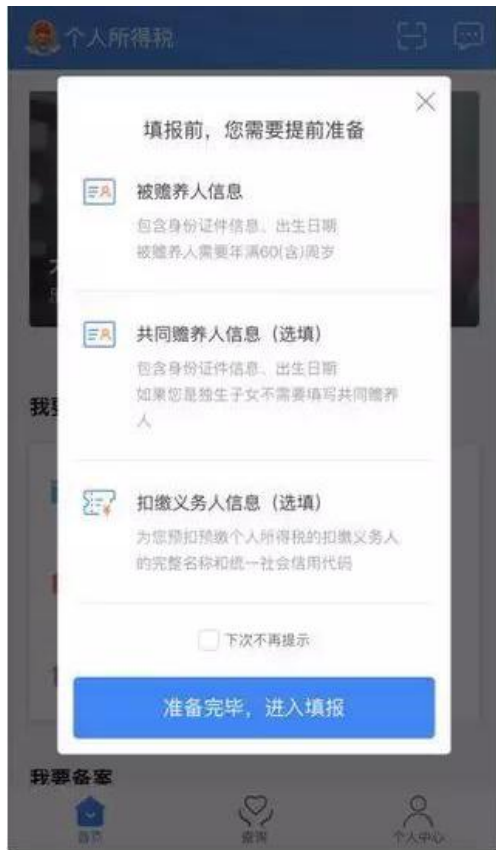 个人所得税
填报前，您需要提前准备
被赡养人信息
包含身份证件信息、出生日期
被赡养人需要年满60(含)周岁
共同赡养人信息（选填）
包含身份证件信息、出生日期
如果您是独生子女不需要填写共同赡养
人
扣缴义务人信息（选填）
为您预扣预缴个人所得税的扣缴义务人
的完整名称和统一社会信用代码
下次不再提示
准备完毕，进入填报
我要备案
首页
查询
个人中心